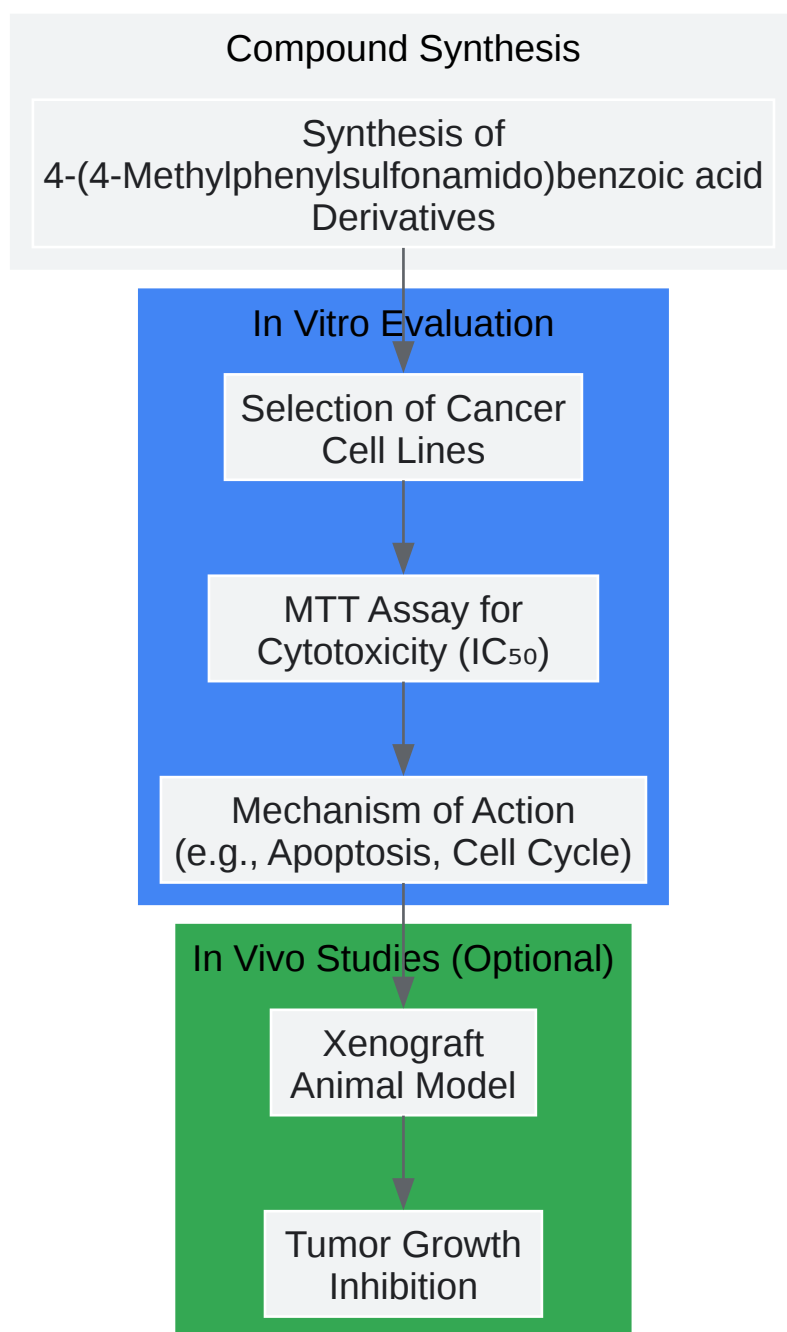 Compound Synthesis
Synthesis of
4-(4-Methylphenylsulfonamido)benzoic acid
Derivatives
In Vitro Evaluation
Selection of Cancer
Cell Lines
MTT Assay for
Cytotoxicity (IC₅₀)
Mechanism of Action
(e.g., Apoptosis, Cell Cycle)
In Vivo Studies (Optional)
Xenograft
Animal Model
Tumor Growth
Inhibition